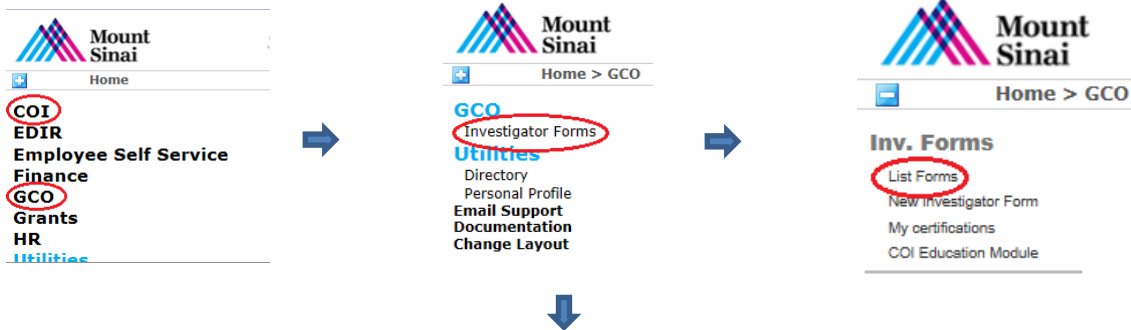 Mount
Sinai
Home
COI
EDIR
Employee Self Service
Finance
GCO
Grants
HR
Utilities
Mount
Sinai
Home > GCO
GCO
Investigator Forms
Utilities
Directory
Personal Profile
Email Support
Documentation
Change Layout
Mount
Sinai
Home > GCO
Inv. Forms
List Forms
New Investigator Form
My certifications
COI Education Module